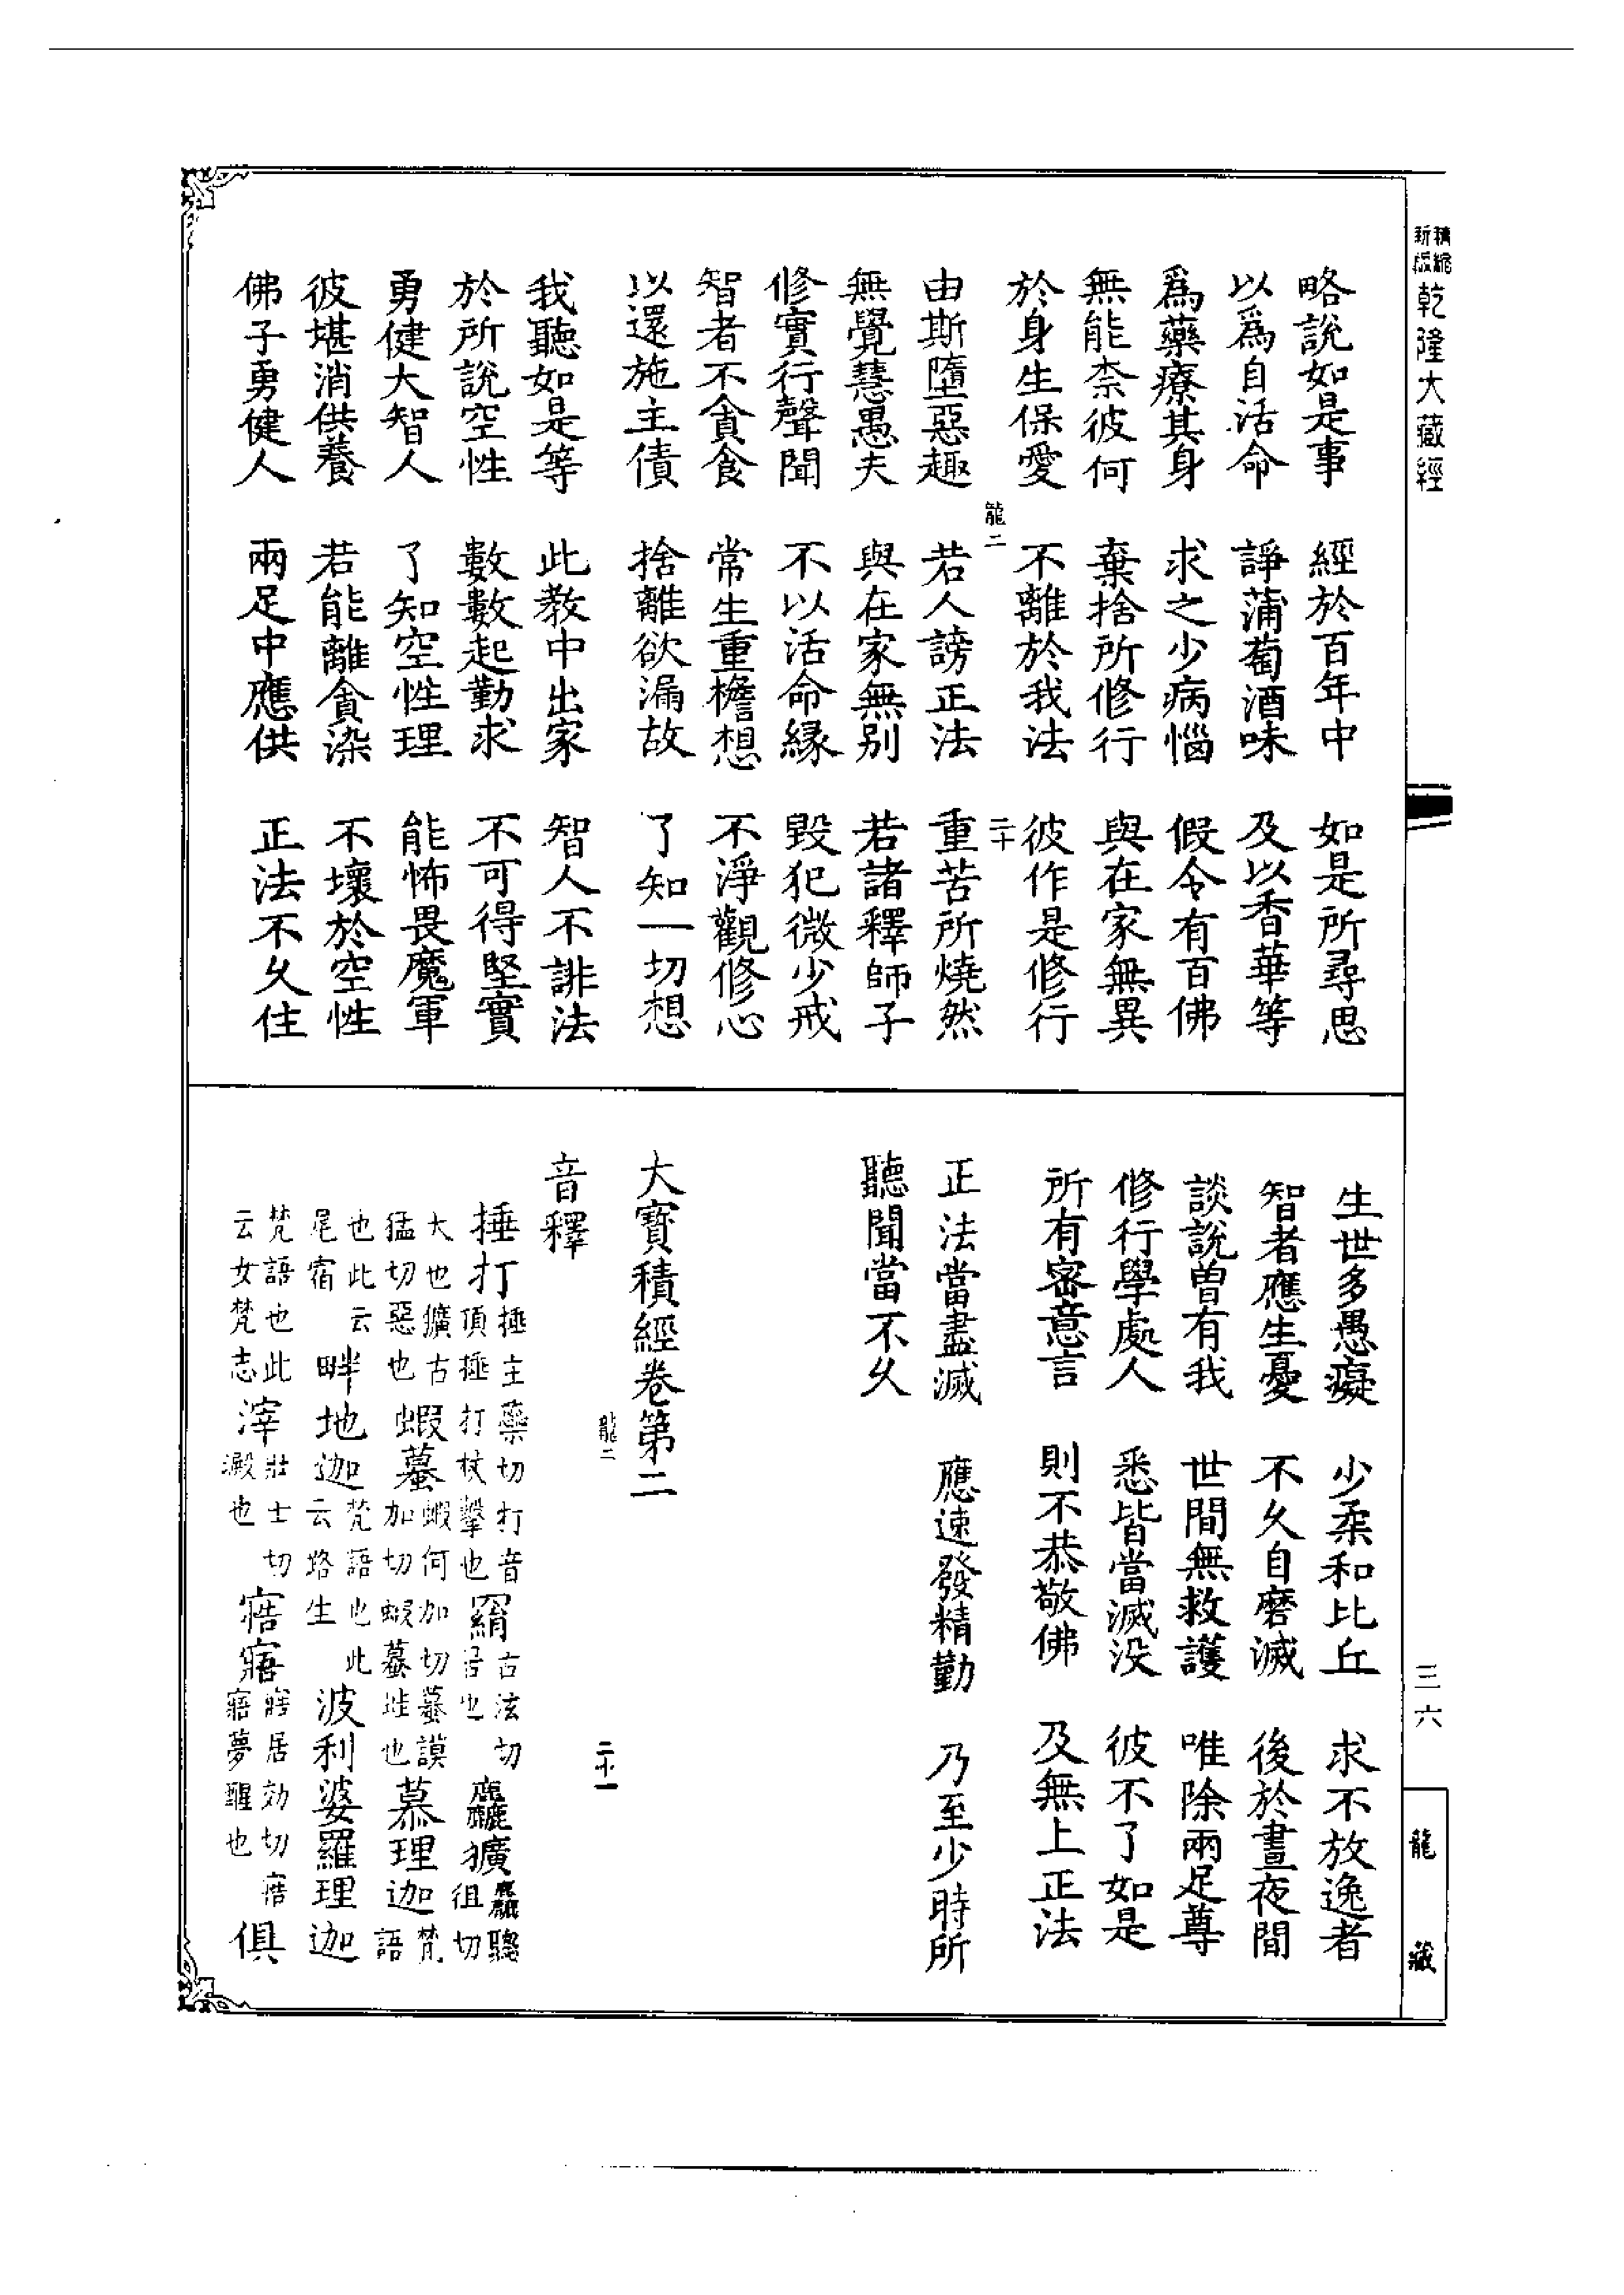 精縮
新版
乾隆大藏經
三六
龍藏
略說如是事　經於百年中　如是所尋思
以爲自活命　諍蒲萄酒味　及以香華等
爲藥療其身　求之少病惱　假令有百佛
無能柰彼何　棄捨所修行　與在家無異
於身生保愛　不離於我法　彼作是修行
龍二　二十
由斯墮惡趣　若人謗正法　重苦所燒然
無覺慧愚夫　與在家無別　若諸釋師子
修實行聲聞　不以活命緣　毀犯微少戒
智者不貪食　常生重檐想　不淨觀修心
以還施主債　捨離欲漏故　了知一切想
我聽如是等　此教中出家　智人不誹法
於所說空性　數數起勤求　不可得堅實
勇健大智人　了知空性理　能怖畏魔軍
彼堪消供養　若能離貪染　不壞於空性
佛子勇健人　兩足中應供　正法不久住
生世多愚癡　少柔和比丘　求不放逸者
智者應生憂　不久自磨滅　後於晝夜間
談說曾有我　世間無救護　唯除兩足尊
修行學處人　悉皆當滅沒　彼不了如是
所有密意言　則不恭敬佛　及無上正法
正法當盡滅　應速發精勤　乃至少時所
聽聞當不久
大寶積經卷第二
龍二　二十一
音釋
捶打捶主藥切打音頂捶打杖擊也罥古泫切罟也麤獷麤聰徂切
大也獷古猛切惡也蝦蟇蝦何加切蟇謨加切蝦蟇蛙也慕理迦梵語
也此云尾宿畔地迦梵語也此云路生波利婆羅理迦
梵語也此云女梵志滓壯士切澱也寤寤寤居効切寤寤夢醒也俱